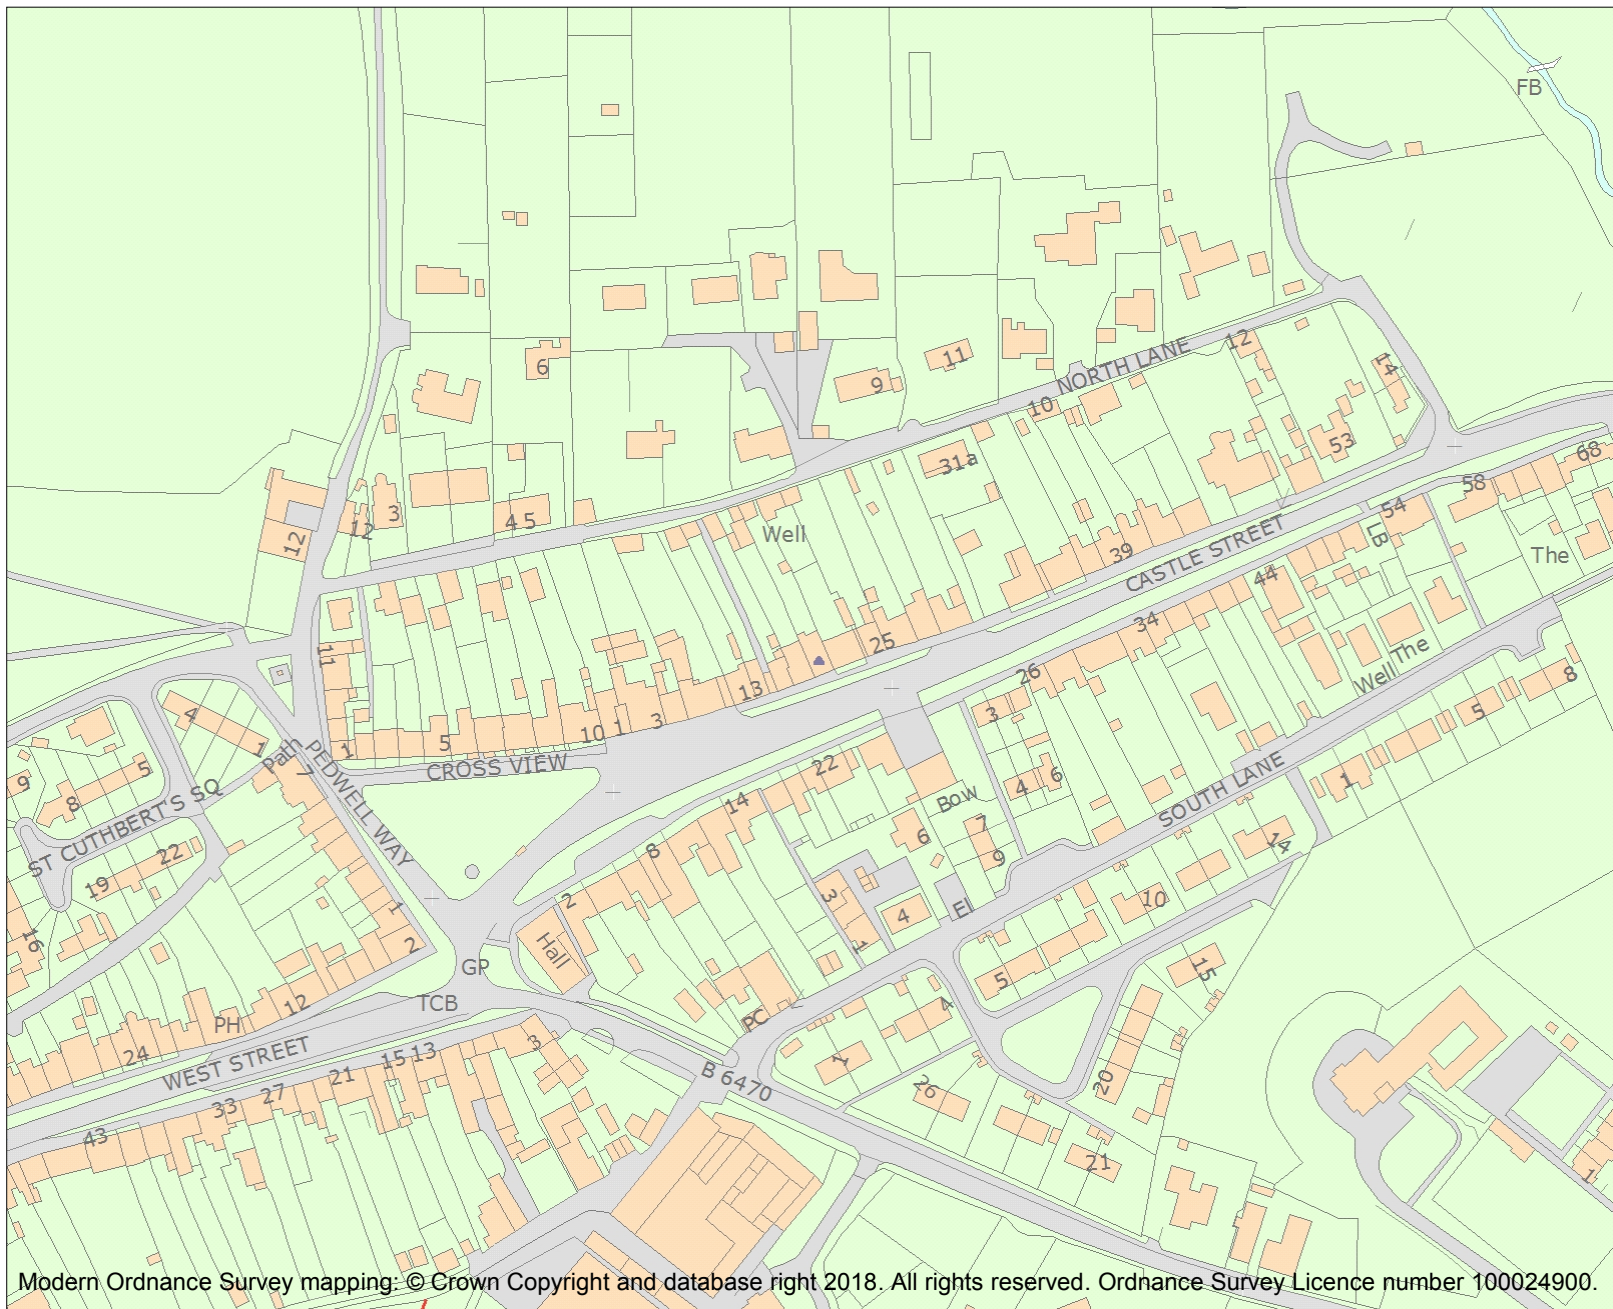 FB
NORTH LANE
12
6
11
14
9
10
53
31a
68
3
12
4 5
58
54
12
Well
39
LB
The
CASTLE STREET
44
11
25
34
The
Well
26
13
8
4
3
3
5
10
1
1
5
1
Path
7
PEDWELL WAY
CROSS VIEW
22
4
6
1
SOUTH LANE
9
8
5
14
Bow
7
6
ST CUTHBERT'S SQ
22
8
9
14
19
3
10
1
2
4
El
16
2
Hall
1
GP
5
15
TCB
12
PH
4
PC
24
WEST STREET
15 13
3
1
21
B 6470
20
27
26
33
43
21
1
Modern Ordnance Survey mapping: © Crown Copyright and database right 2018. All rights reserved. Ordnance Survey Licence number 100024900.